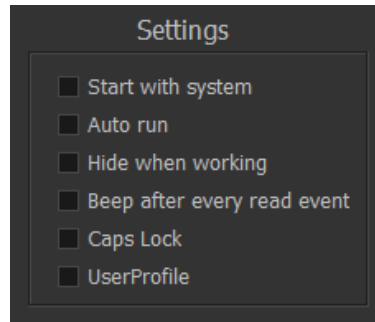 Settings
Start with system
Auto run
Hide when working
Beep after every read event
Caps Lock
UserProfile